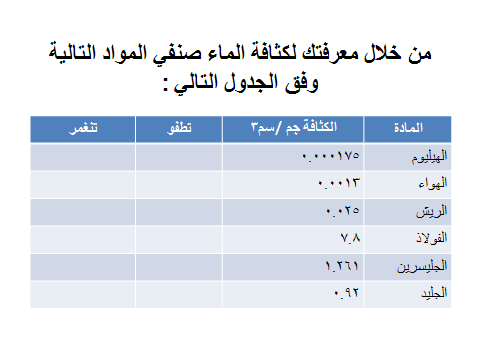 من خلال معرفتك لكثافة الماء صنفي المواد التالية
وفق الجدول التالي :
المادة الكثافة جم /سم٣ تطفو تنغمر
الهيليوم ٠.٠٠٠١٧٥
الهواء ٠.٠٠١٣
الريش ٠.٠٢٥
الفولاذ ٧.٨
الجليسرين ١.٢٦١
الجليد ٠.٩٢